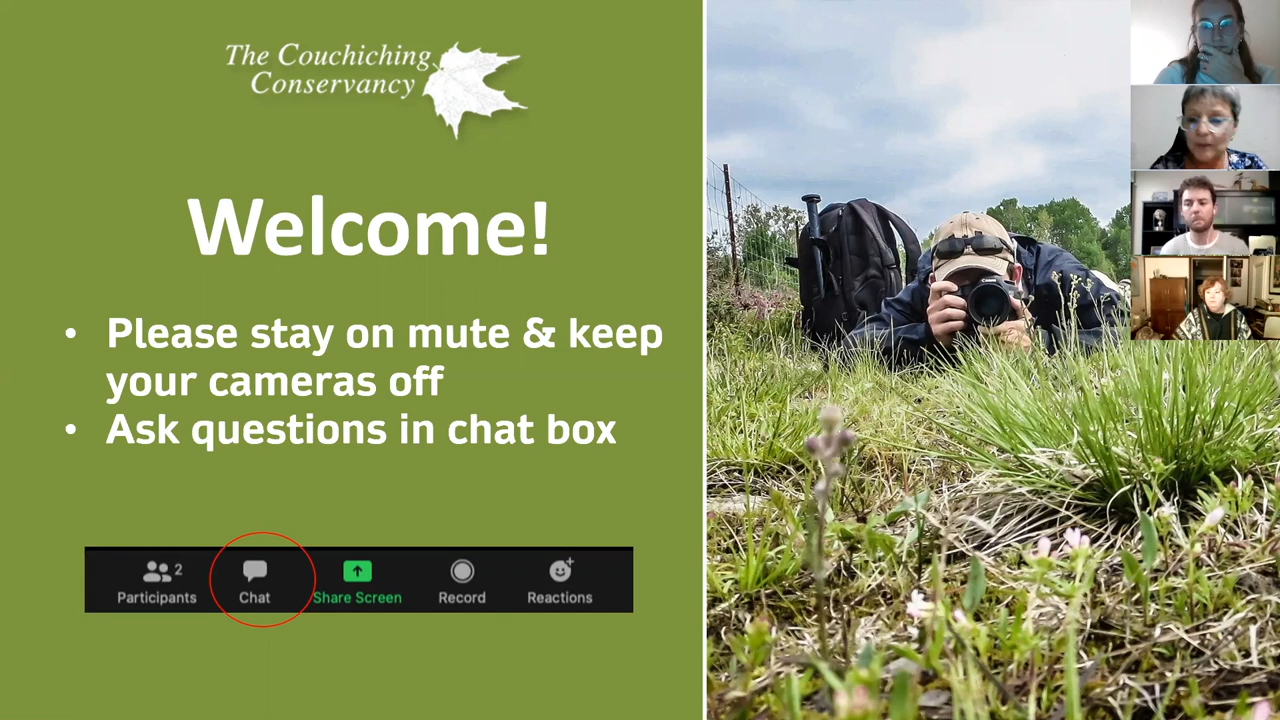 The Couchiching
Conservancy
Welcome!
• Please stay on mute & keep
your cameras off
• Ask questions in chat box
Participants 2
Chat
Share Screen
Record
Reactions
Canon